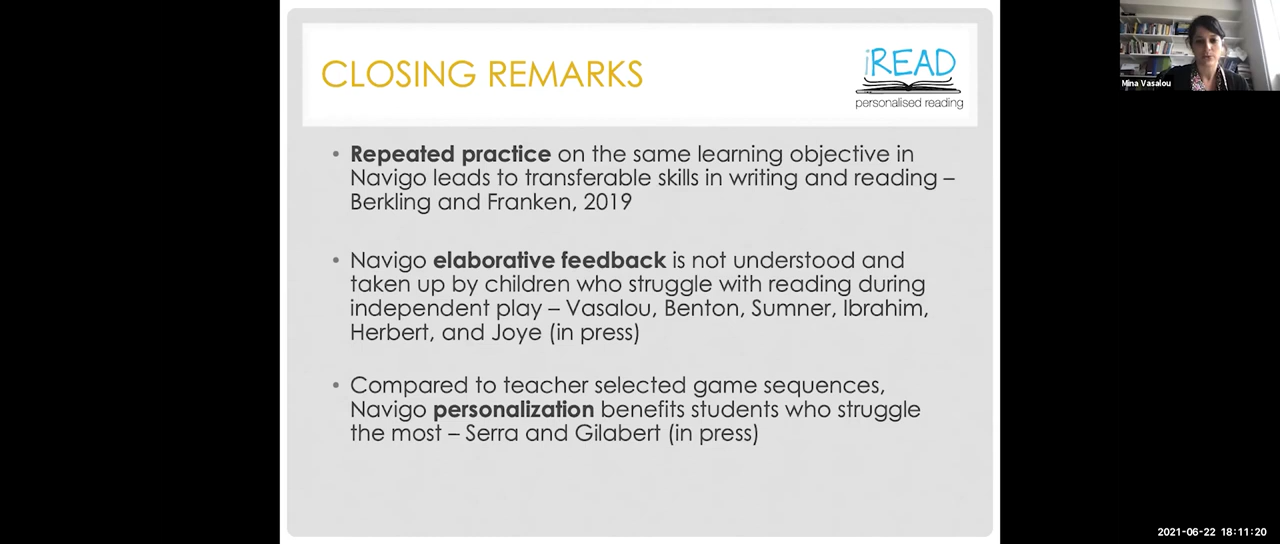 CLOSING REMARKS
iREAD
personalised reading
• Repeated practice on the same learning objective in
Navigo leads to transferable skills in writing and reading –
Berkling and Franken, 2019
• Navigo elaborative feedback is not understood and
taken up by children who struggle with reading during
independent play – Vasalou, Benton, Sumner, Ibrahim,
Herbert, and Joye (in press)
• Compared to teacher selected game sequences,
Navigo personalization benefits students who struggle
the most – Serra and Gilabert (in press)
Mina Vasalou
2021-06-22 18:11:20